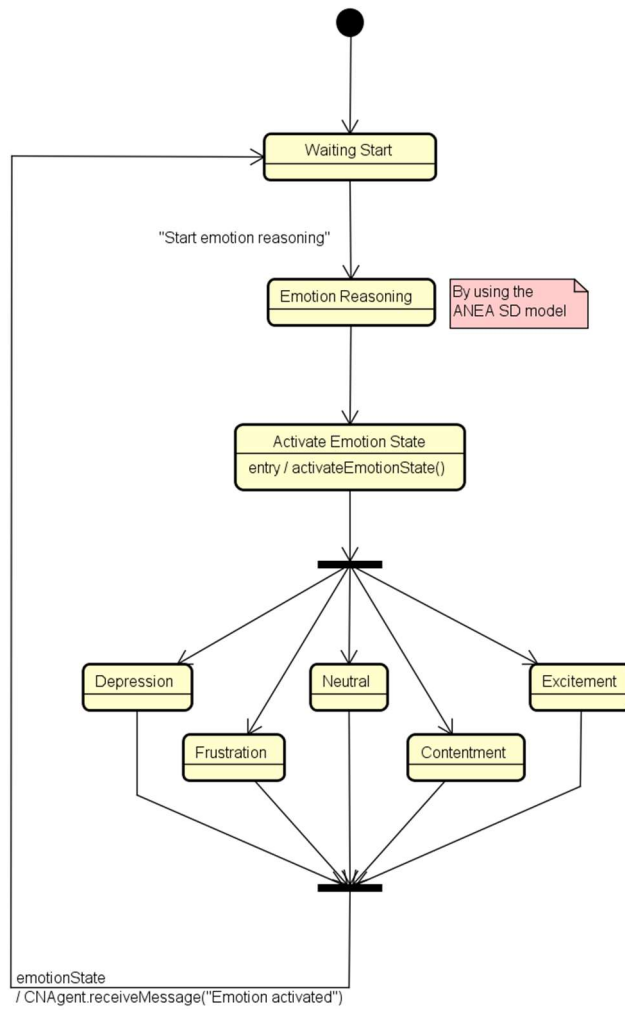 Waiting Start
"Start emotion reasoning"
Emotion Reasoning
By using the
ANEA SD model
Activate Emotion State
entry / activateEmotionState()
Depression
Neutral
Excitement
Frustration
Contentment
emotionState
/ CNAgent.receiveMessage("Emotion activated")